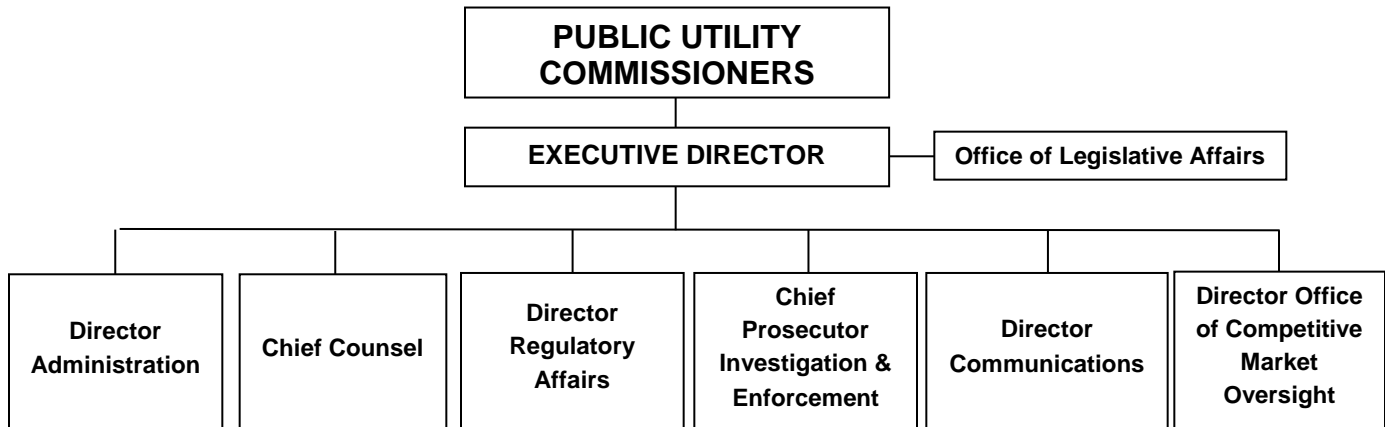 PUBLIC UTILITY
COMMISSIONERS
EXECUTIVE DIRECTOR
Office of Legislative Affairs
Director
Administration
Chief Counsel
Director
Regulatory
Affairs
Chief
Prosecutor
Investigation &
Enforcement
Director
Communications
Director Office
of Competitive
Market
Oversight